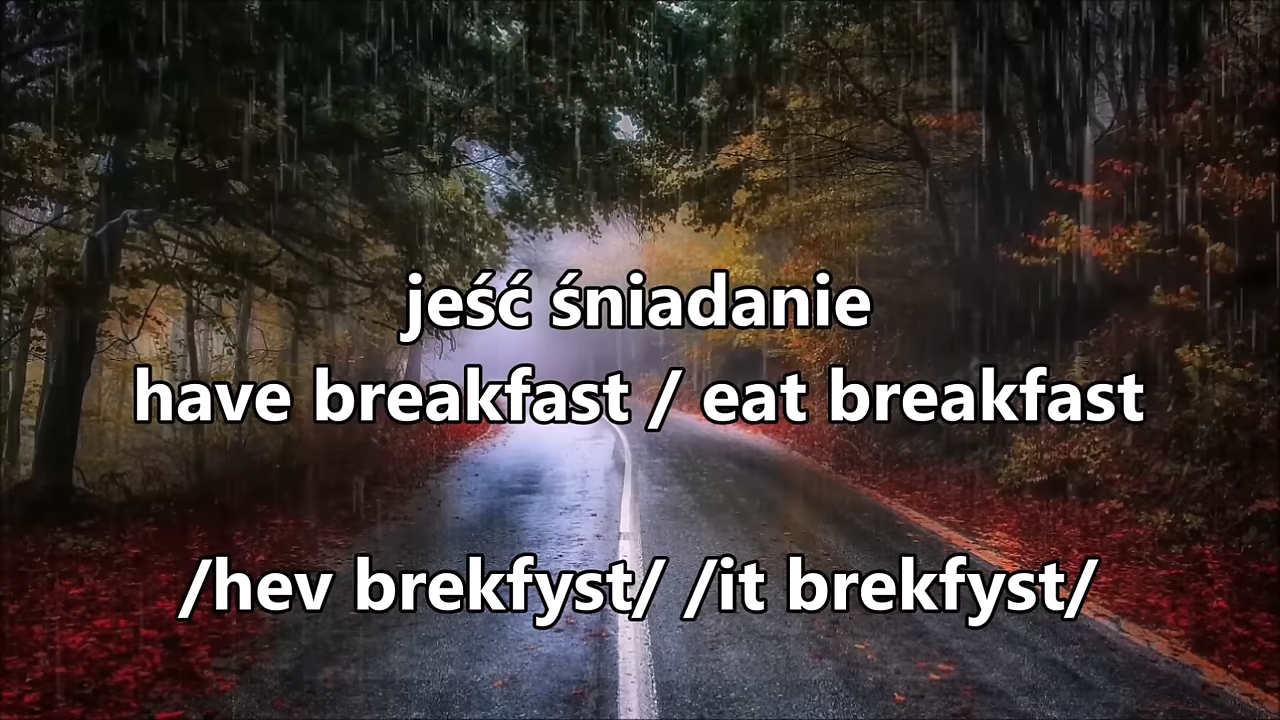 jeść śniadanie
have breakfast / eat breakfast
/hev brekfyst/ /it brekfyst/